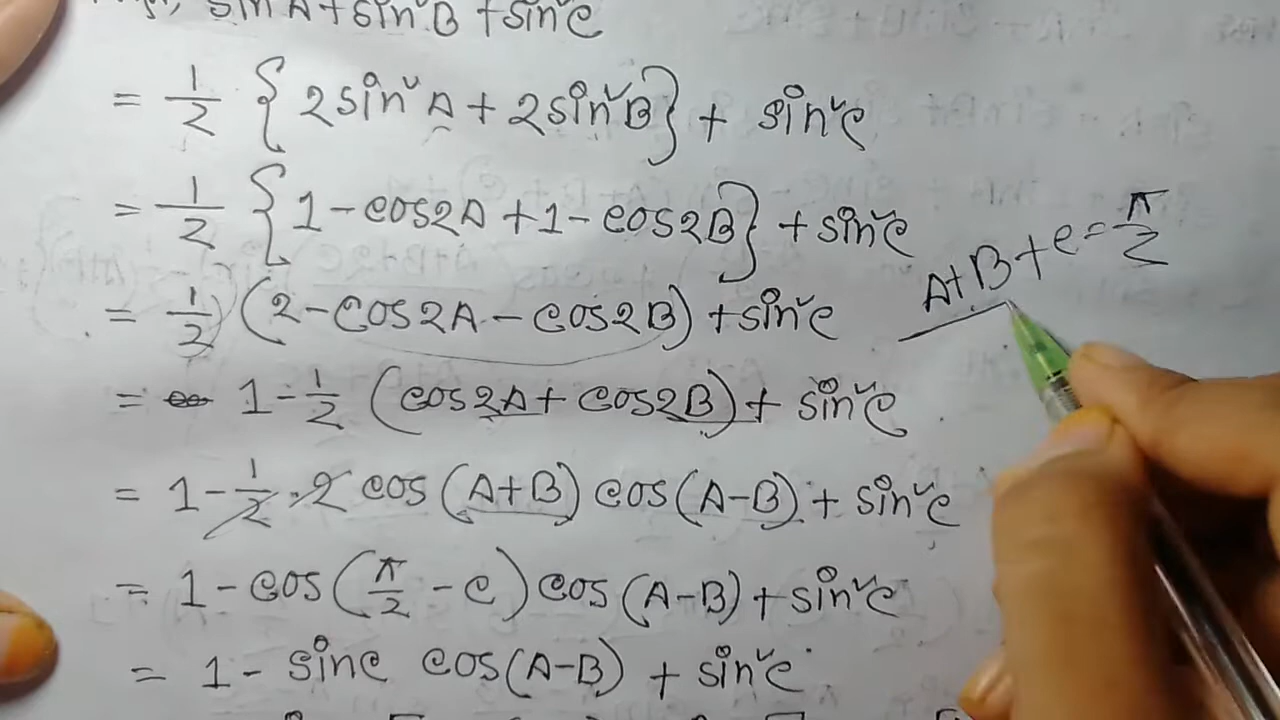 sin²A + sin²B + sin²C
= 1/2 {2sin²A + 2sin²B} + sin²C
= 1/2 {1 - cos2A + 1 - cos2B} + sin²C
A+B+C = π/2
= 1/2 (2 - cos2A - cos2B) + sin²C
= 1 - 1/2 (cos2A + cos2B) + sin²C
= 1 - 1/2 · 2 cos(A+B) cos(A-B) + sin²C
= 1 - cos(π/2 - C) cos(A-B) + sin²C
= 1 - sinC cos(A-B) + sin²C